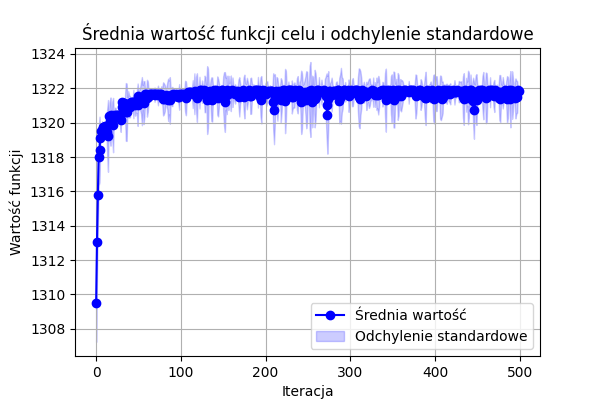 Średnia wartość funkcji celu i odchylenie standardowe
1324
1322
1320
1318
1316
1314
1312
1310
1308
Wartość funkcji
Średnia wartość
Odchylenie standardowe
0 100 200 300 400 500
Iteracja